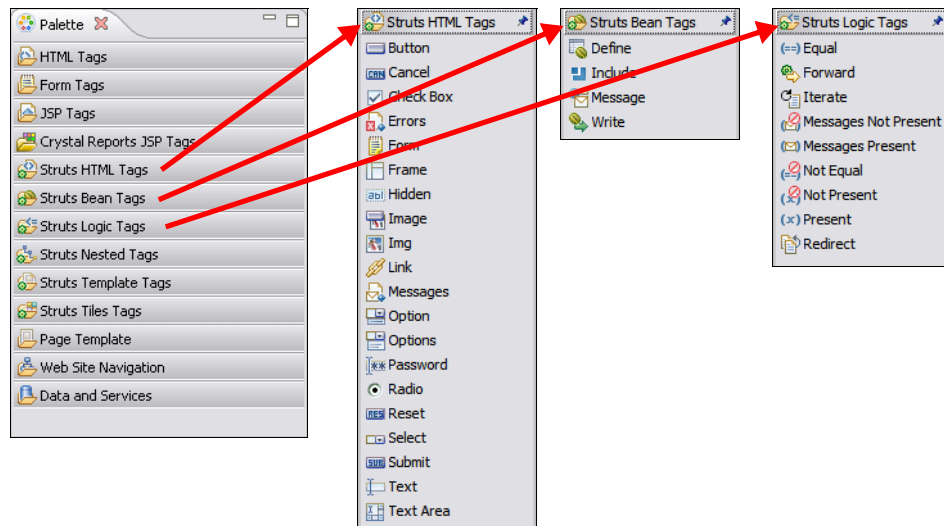 Palette
HTML Tags
Form Tags
JSP Tags
Crystal Reports JSP Tags
Struts HTML Tags
Struts Bean Tags
Struts Logic Tags
Struts Nested Tags
Struts Template Tags
Struts Tiles Tags
Page Template
Web Site Navigation
Data and Services
Struts HTML Tags
Button
CAN Cancel
Check Box
Errors
Form
Frame
abI Hidden
Image
Img
Link
Messages
Option
Options
** Password
Radio
RES Reset
Select
SUB Submit
Text
Text Area
Struts Bean Tags
Define
Include
Message
Write
Struts Logic Tags
(==) Equal
Forward
Iterate
Messages Not Present
Messages Present
Not Equal
Not Present
(x) Present
Redirect